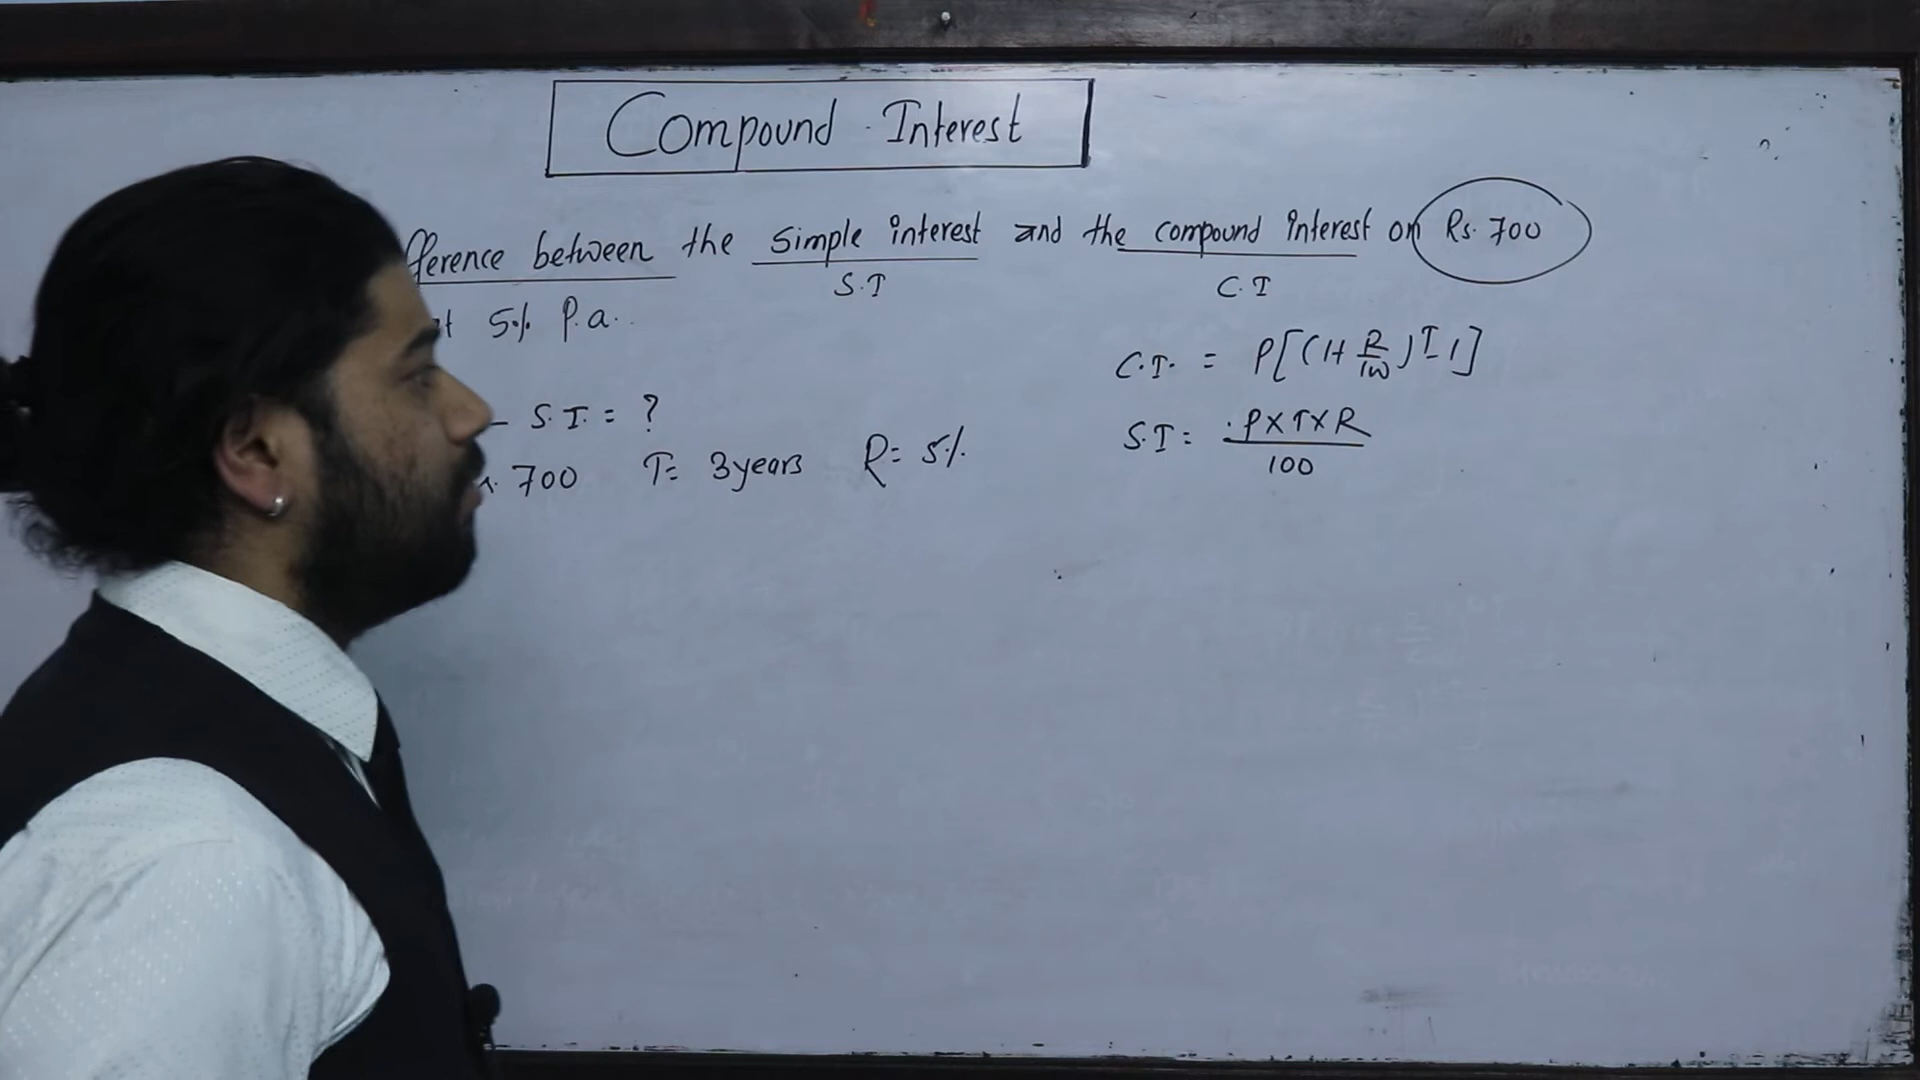 Compound Interest
fference between the simple interest and the compound interest on Rs. 700
S.I C.I
at 5% P.a.
C.I. = P[(1+R/100)^T-1]
- S.I. = ?
S.I = P×T×R/100
700 T= 3years R= 5%